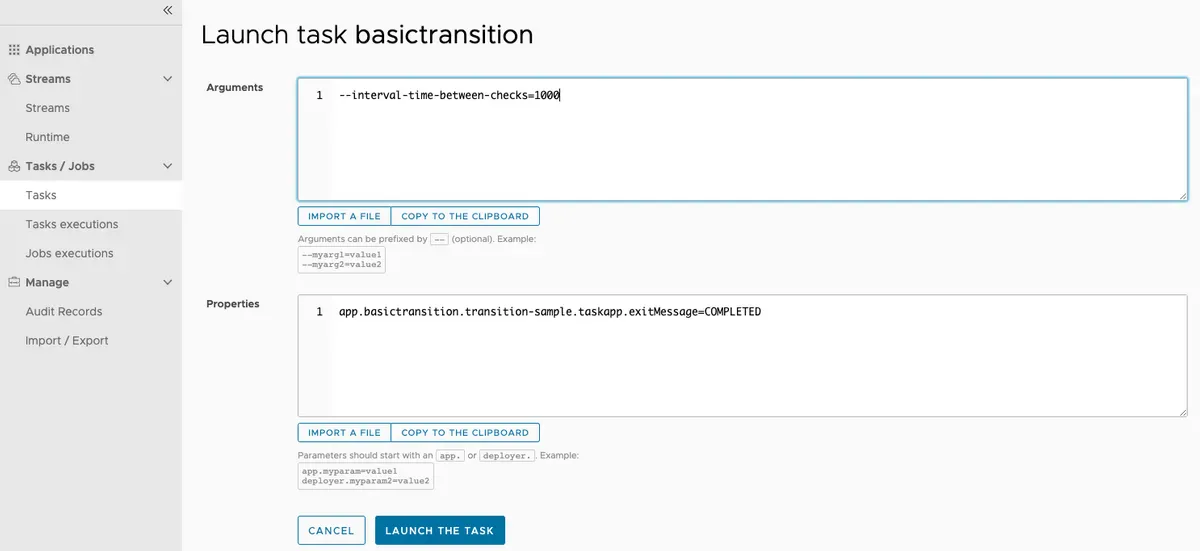 Applications
Streams
Streams
Runtime
Tasks / Jobs
Tasks
Tasks executions
Jobs executions
Manage
Audit Records
Import / Export
Launch task basictransition
Arguments
1 --interval-time-between-checks=1000
IMPORT A FILE COPY TO THE CLIPBOARD
Arguments can be prefixed by -- (optional). Example:
--myarg1=value1
--myarg2=value2
Properties
1 app.basictransition.transition-sample.taskapp.exitMessage=COMPLETED
IMPORT A FILE COPY TO THE CLIPBOARD
Parameters should start with an app. or deployer. . Example:
app.myparam=value1
deployer.myparam2=value2
CANCEL LAUNCH THE TASK